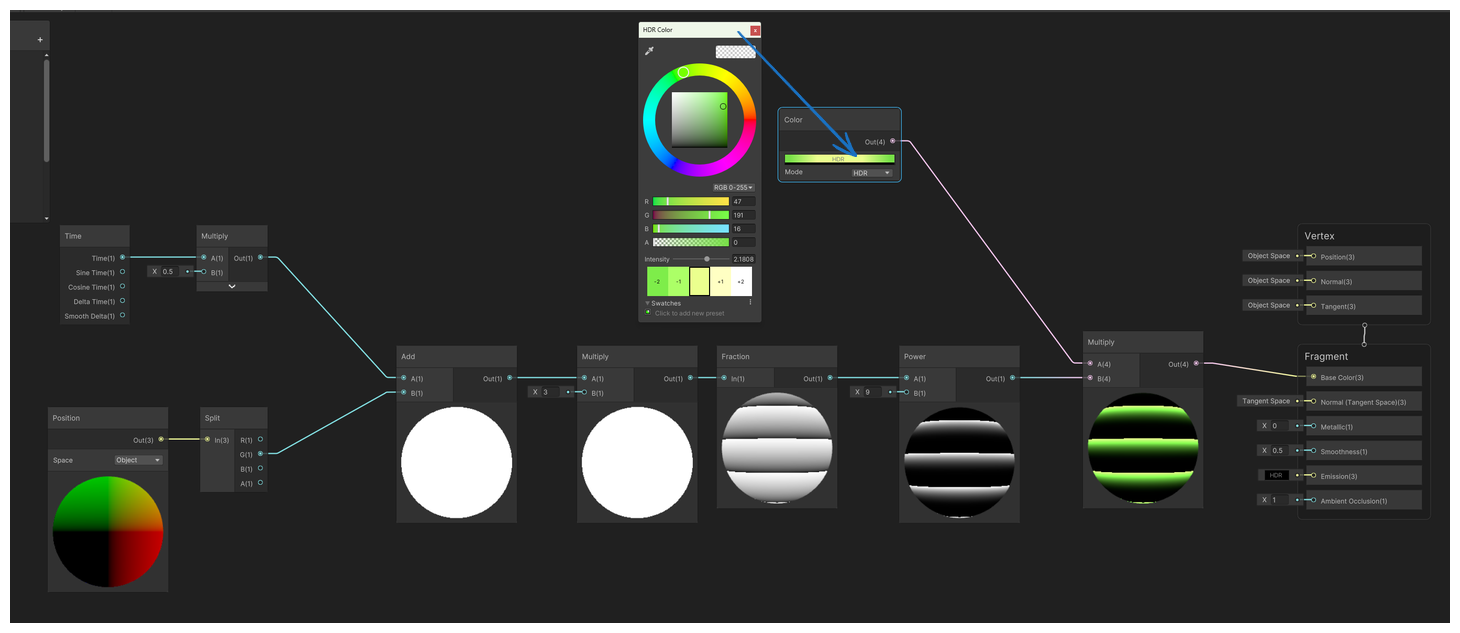 +
HDR Color
x
RGB 0-255
R 47
G 191
B 16
A 0
Intensity 2.1808
-2 -1 +1 +2
Swatches
Click to add new preset
Color
Out(4)
HDR
Mode HDR
Time
Time(1)
Sine Time(1)
Cosine Time(1)
Delta Time(1)
Smooth Delta(1)
X 0.5
Multiply
A(1) Out(1)
B(1)
Position
Out(3)
Space Object
Split
In(3) R(1)
G(1)
B(1)
A(1)
Add
A(1) Out(1)
B(1)
X 3
Multiply
A(1) Out(1)
B(1)
Fraction
In(1) Out(1)
X 9
Power
A(1) Out(1)
B(1)
Multiply
A(4) Out(4)
B(4)
Vertex
Object Space Position(3)
Object Space Normal(3)
Object Space Tangent(3)
Fragment
Base Color(3)
Tangent Space Normal (Tangent Space)(3)
X 0 Metallic(1)
X 0.5 Smoothness(1)
HDR Emission(3)
X 1 Ambient Occlusion(1)